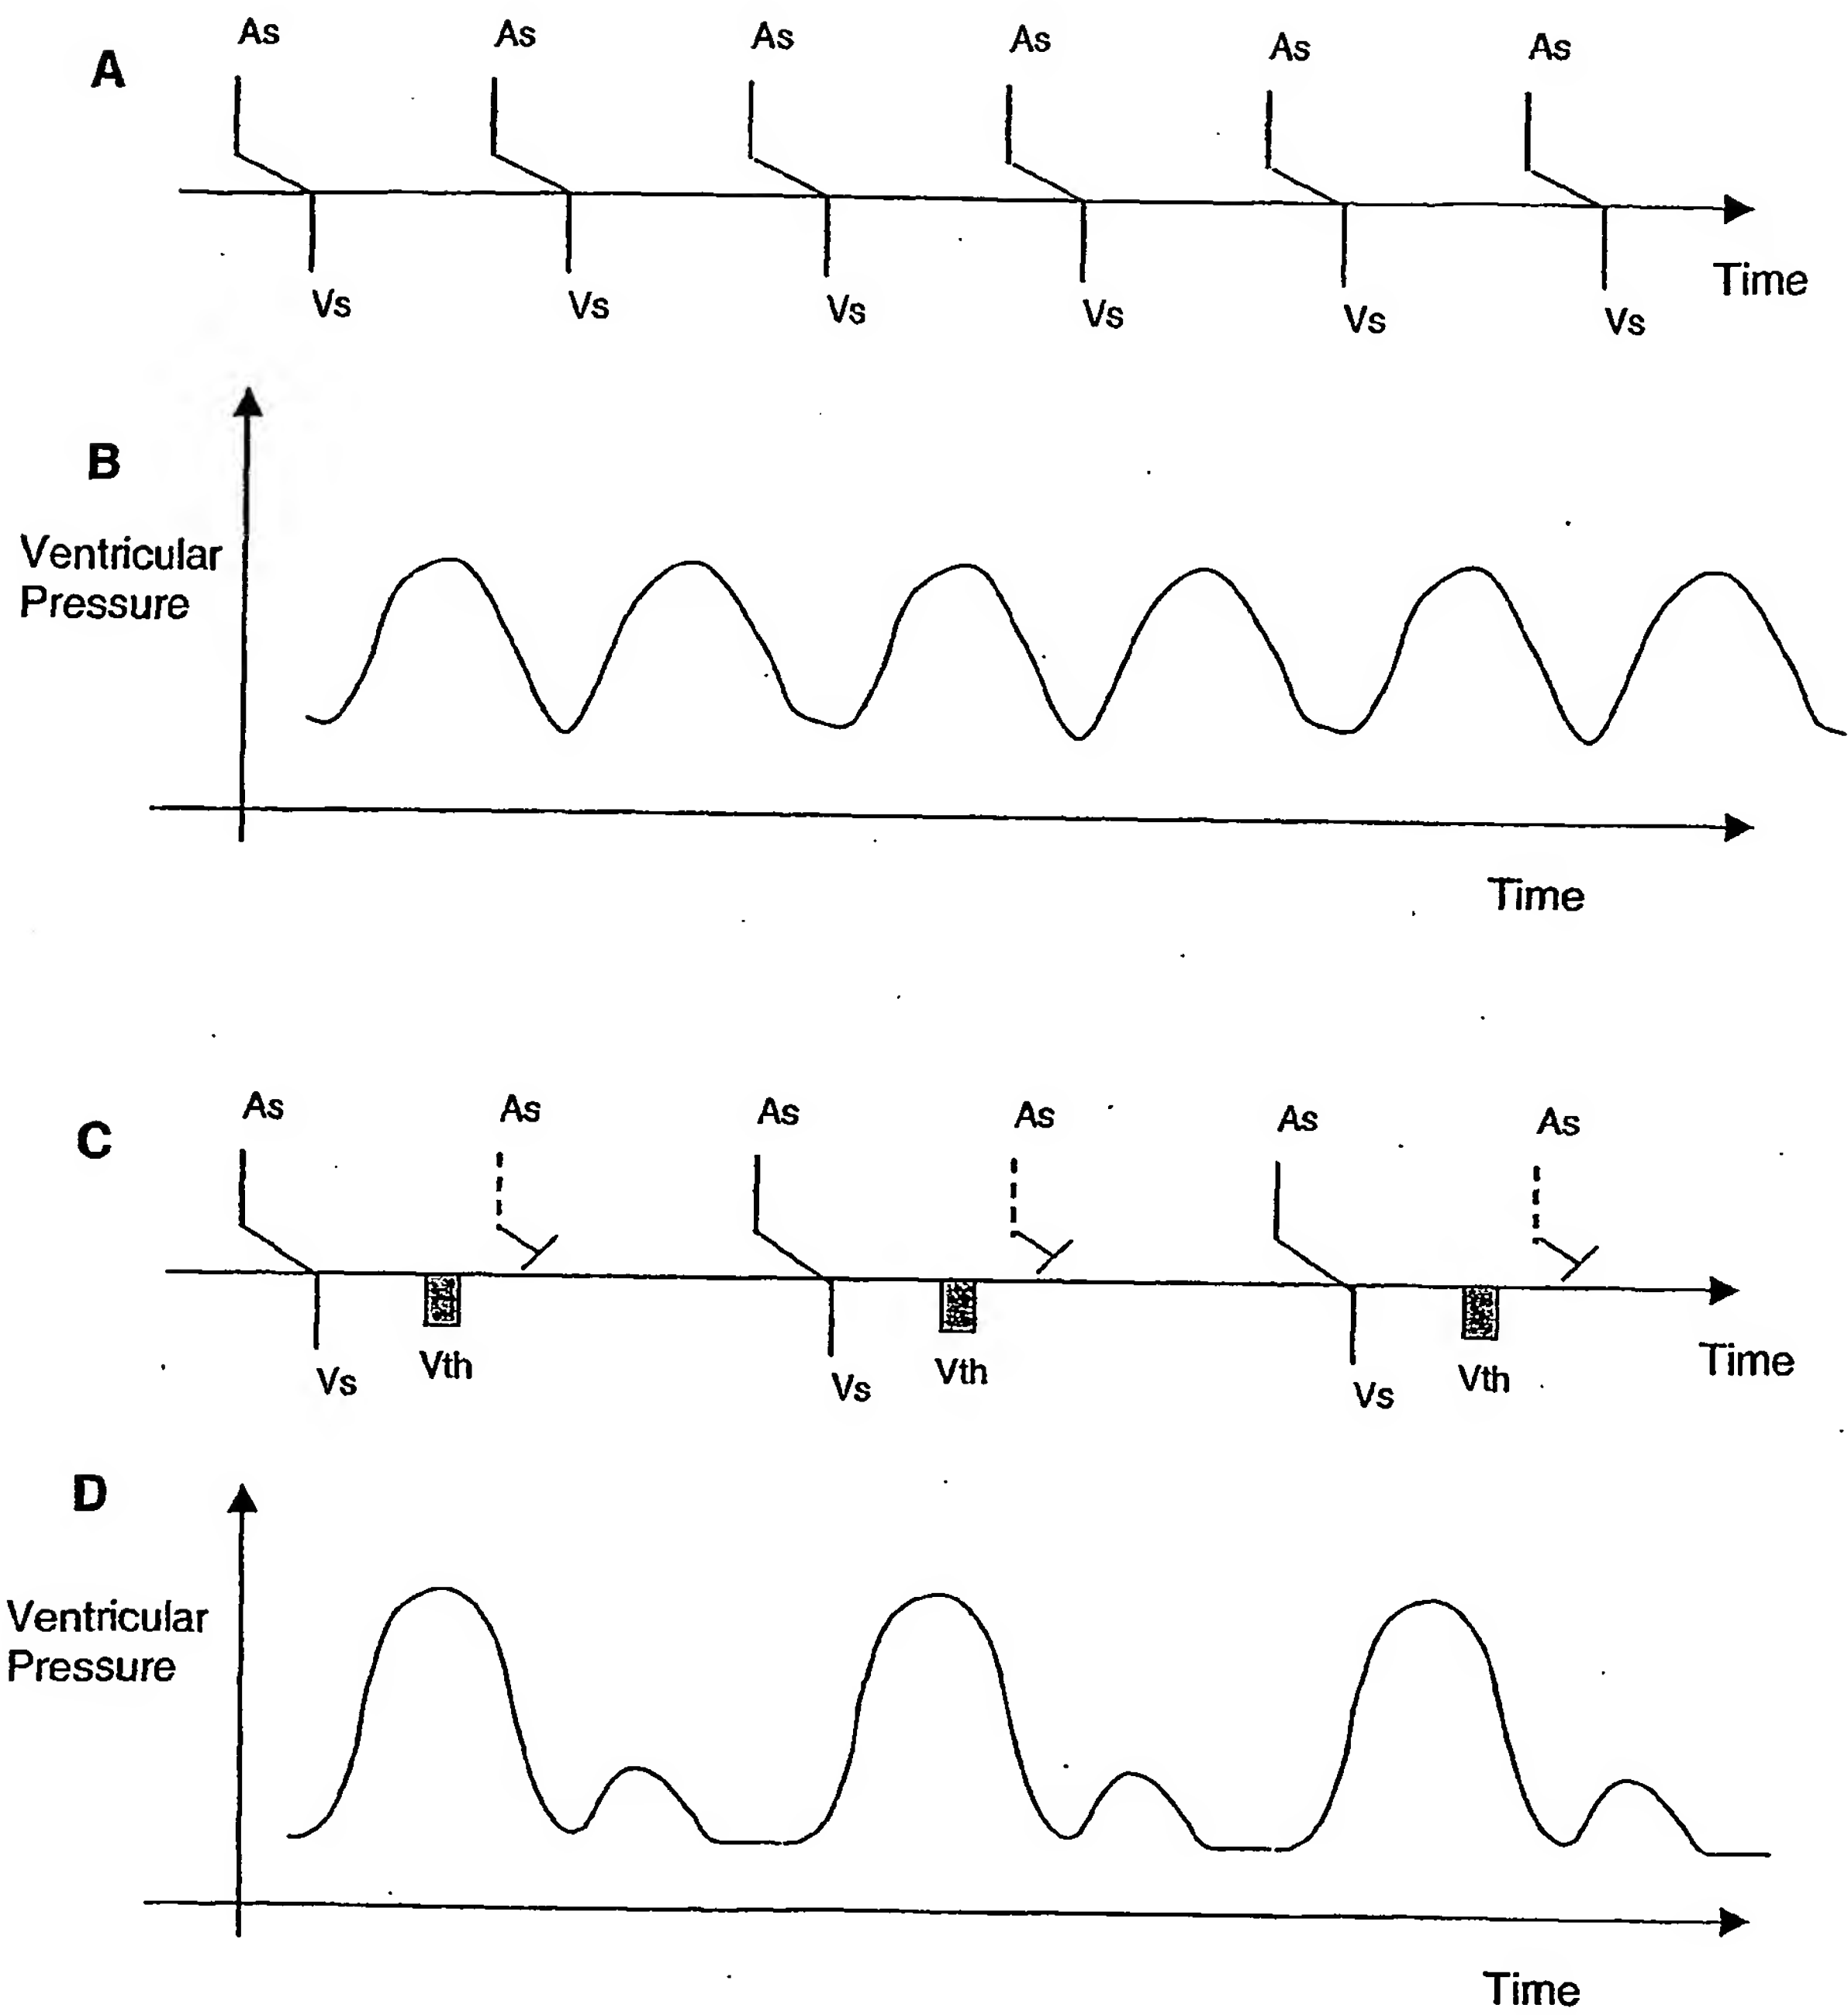 A
As As As As As As
Vs Vs Vs Vs Vs Vs
Time
B
Ventricular
Pressure
Time
C
As As As As As As
Vs Vth Vs Vth Vs Vth
Time
D
Ventricular
Pressure
Time